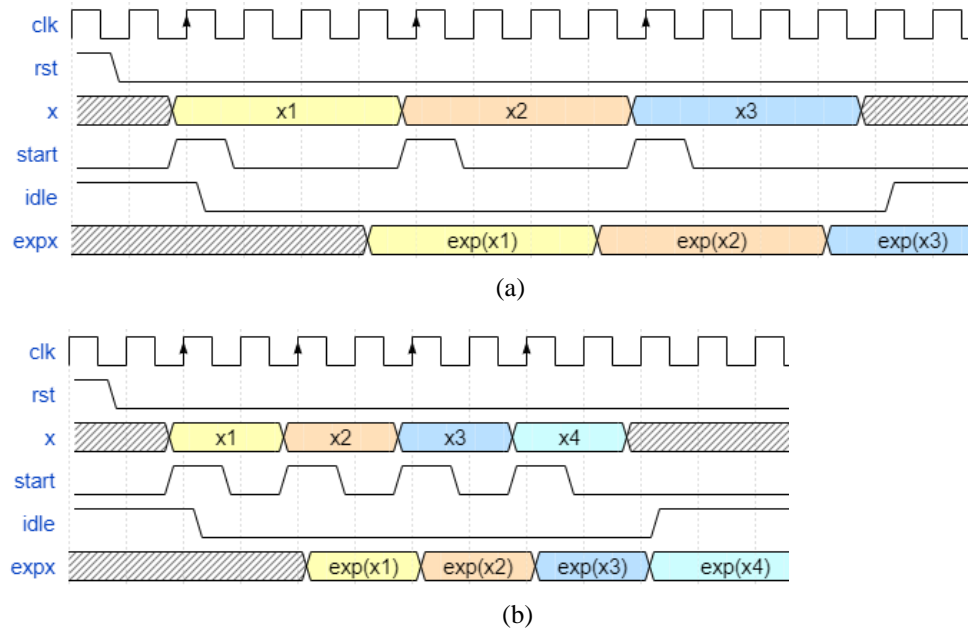 clk
rst
x x1 x2 x3
start
idle
expx exp(x1) exp(x2) exp(x3)
(a)
clk
rst
x x1 x2 x3 x4
start
idle
expx exp(x1) exp(x2) exp(x3) exp(x4)
(b)